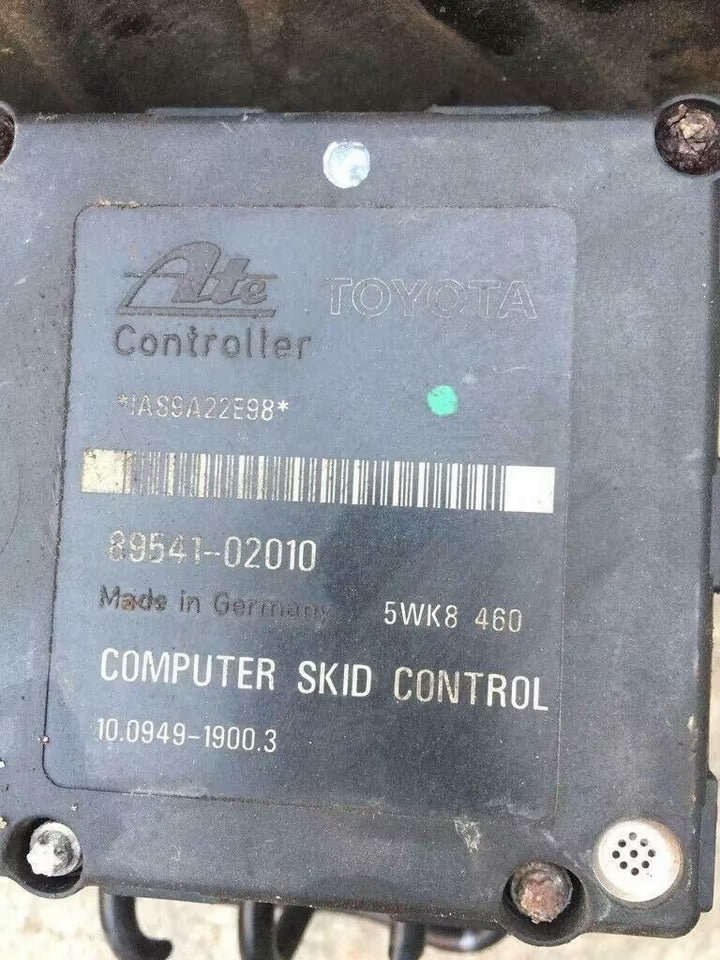 Ate TOYOTA
Controller
*IAS9A22E98*
89541-02010
Made in Germany 5WK8 460
COMPUTER SKID CONTROL
10.0949-1900.3